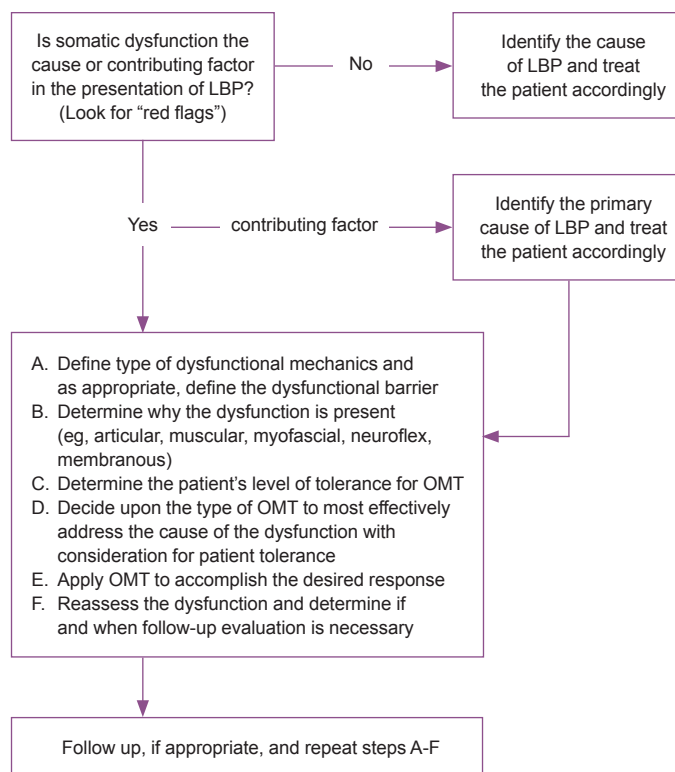 Is somatic dysfunction the
cause or contributing factor
in the presentation of LBP?
(Look for “red flags”)
No
Identify the cause
of LBP and treat
the patient accordingly
Yes
contributing factor
Identify the primary
cause of LBP and treat
the patient accordingly
A. Define type of dysfunctional mechanics and
as appropriate, define the dysfunctional barrier
B. Determine why the dysfunction is present
(eg, articular, muscular, myofascial, neuroflex,
membranous)
C. Determine the patient’s level of tolerance for OMT
D. Decide upon the type of OMT to most effectively
address the cause of the dysfunction with
consideration for patient tolerance
E. Apply OMT to accomplish the desired response
F. Reassess the dysfunction and determine if
and when follow-up evaluation is necessary
Follow up, if appropriate, and repeat steps A-F